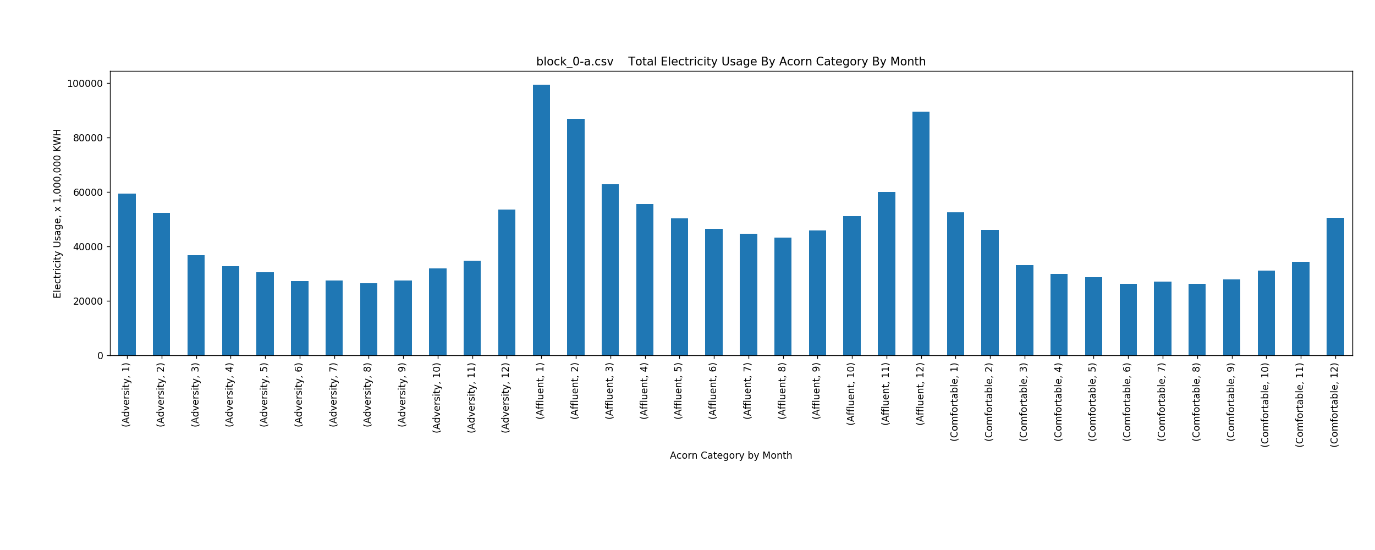 block_0-a.csv    Total Electricity Usage By Acorn Category By Month
Electricity Usage, x 1,000,000 KWH
100000
80000
60000
40000
20000
0
(Adversity, 1)
(Adversity, 2)
(Adversity, 3)
(Adversity, 4)
(Adversity, 5)
(Adversity, 6)
(Adversity, 7)
(Adversity, 8)
(Adversity, 9)
(Adversity, 10)
(Adversity, 11)
(Adversity, 12)
(Affluent, 1)
(Affluent, 2)
(Affluent, 3)
(Affluent, 4)
(Affluent, 5)
(Affluent, 6)
(Affluent, 7)
(Affluent, 8)
(Affluent, 9)
(Affluent, 10)
(Affluent, 11)
(Affluent, 12)
(Comfortable, 1)
(Comfortable, 2)
(Comfortable, 3)
(Comfortable, 4)
(Comfortable, 5)
(Comfortable, 6)
(Comfortable, 7)
(Comfortable, 8)
(Comfortable, 9)
(Comfortable, 10)
(Comfortable, 11)
(Comfortable, 12)
Acorn Category by Month